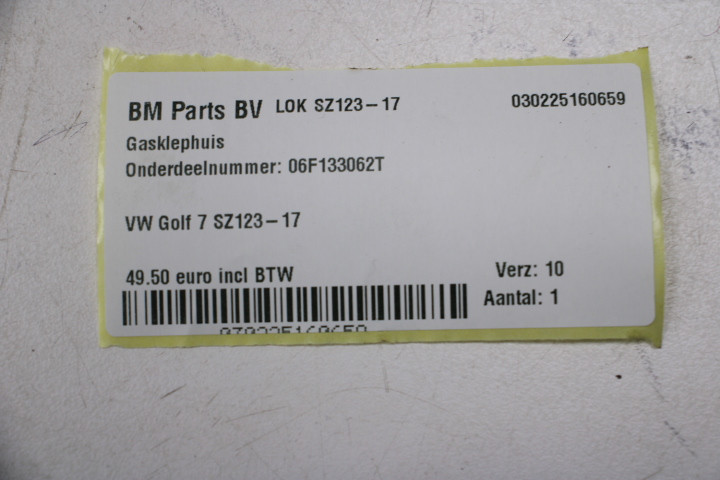 BM Parts BV LOK SZ123-17 030225160659
Gasklephuis
Onderdeelnummer: 06F133062T
VW Golf 7 SZ123-17
49.50 euro incl BTW Verz: 10
Aantal: 1
030225160659